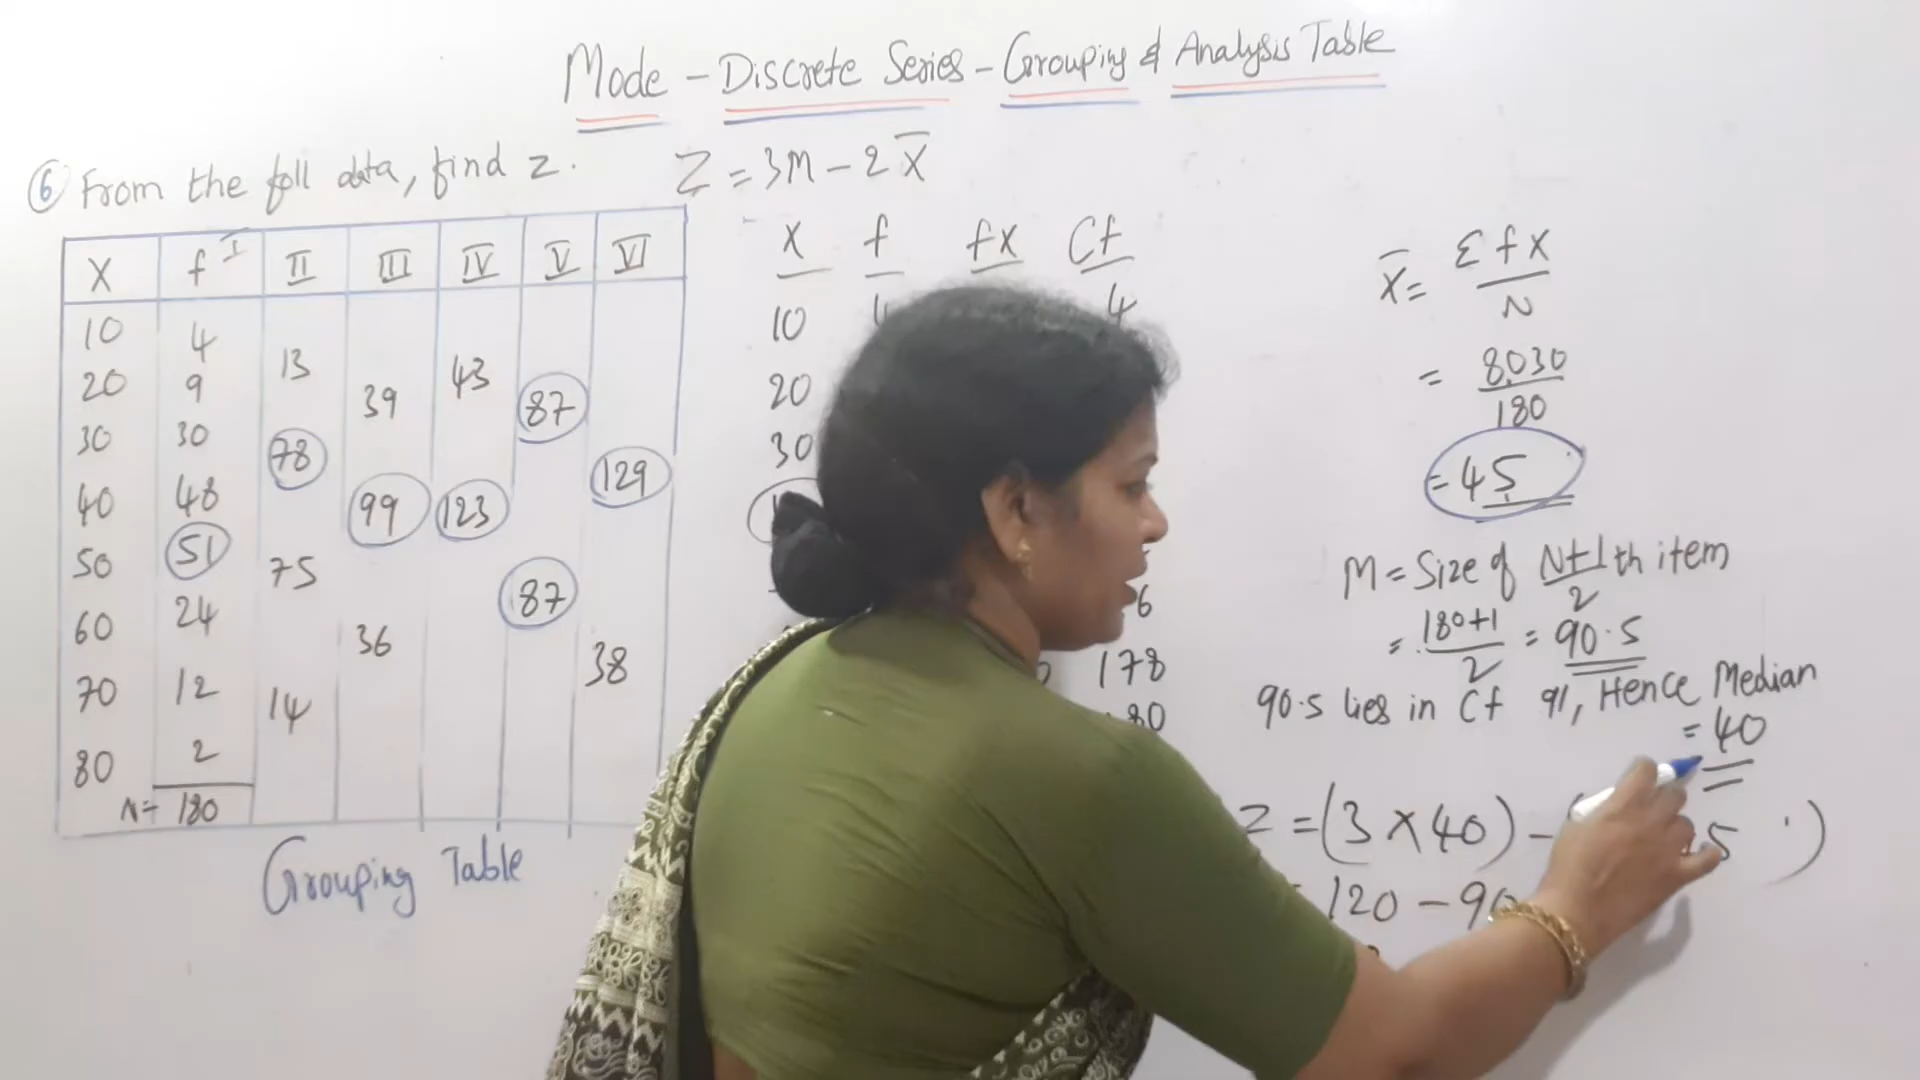 Mode - Discrete Series - Grouping & Analysis Table
⑥ From the foll data, find z. Z = 3M - 2X̅
X f I II III IV V VI
10 4
13
20 9 43
39 87
30 30
78
40 48 129
99 123
50 51
75 87
60 24
36
70 12 38
14
80 2
N= 180
Grouping Table
X f fX Cf
10 4
20
30
6
178
80
X̅ = Σ f X
N
= 8030
180
= 45
M = Size of N+1 th item
2
= 180+1 = 90.5
2
90.5 lies in Cf 91, Hence Median
= 40
Z = (3 X 40) - ( 5 )
= 120 - 90